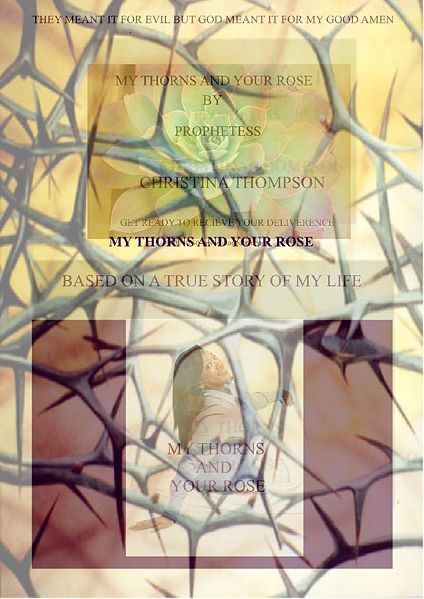 THEY MEANT IT FOR EVIL BUT GOD MEANT IT FOR MY GOOD AMEN
MY THORNS AND YOUR ROSE
BY
PROPHETESS
CHRISTINA THOMPSON
GET READY TO RECIEVE YOUR DELIVERENCE
MY THORNS AND YOUR ROSE
BASED ON A TRUE STORY OF MY LIFE
MY THORNS
AND
YOUR ROSE